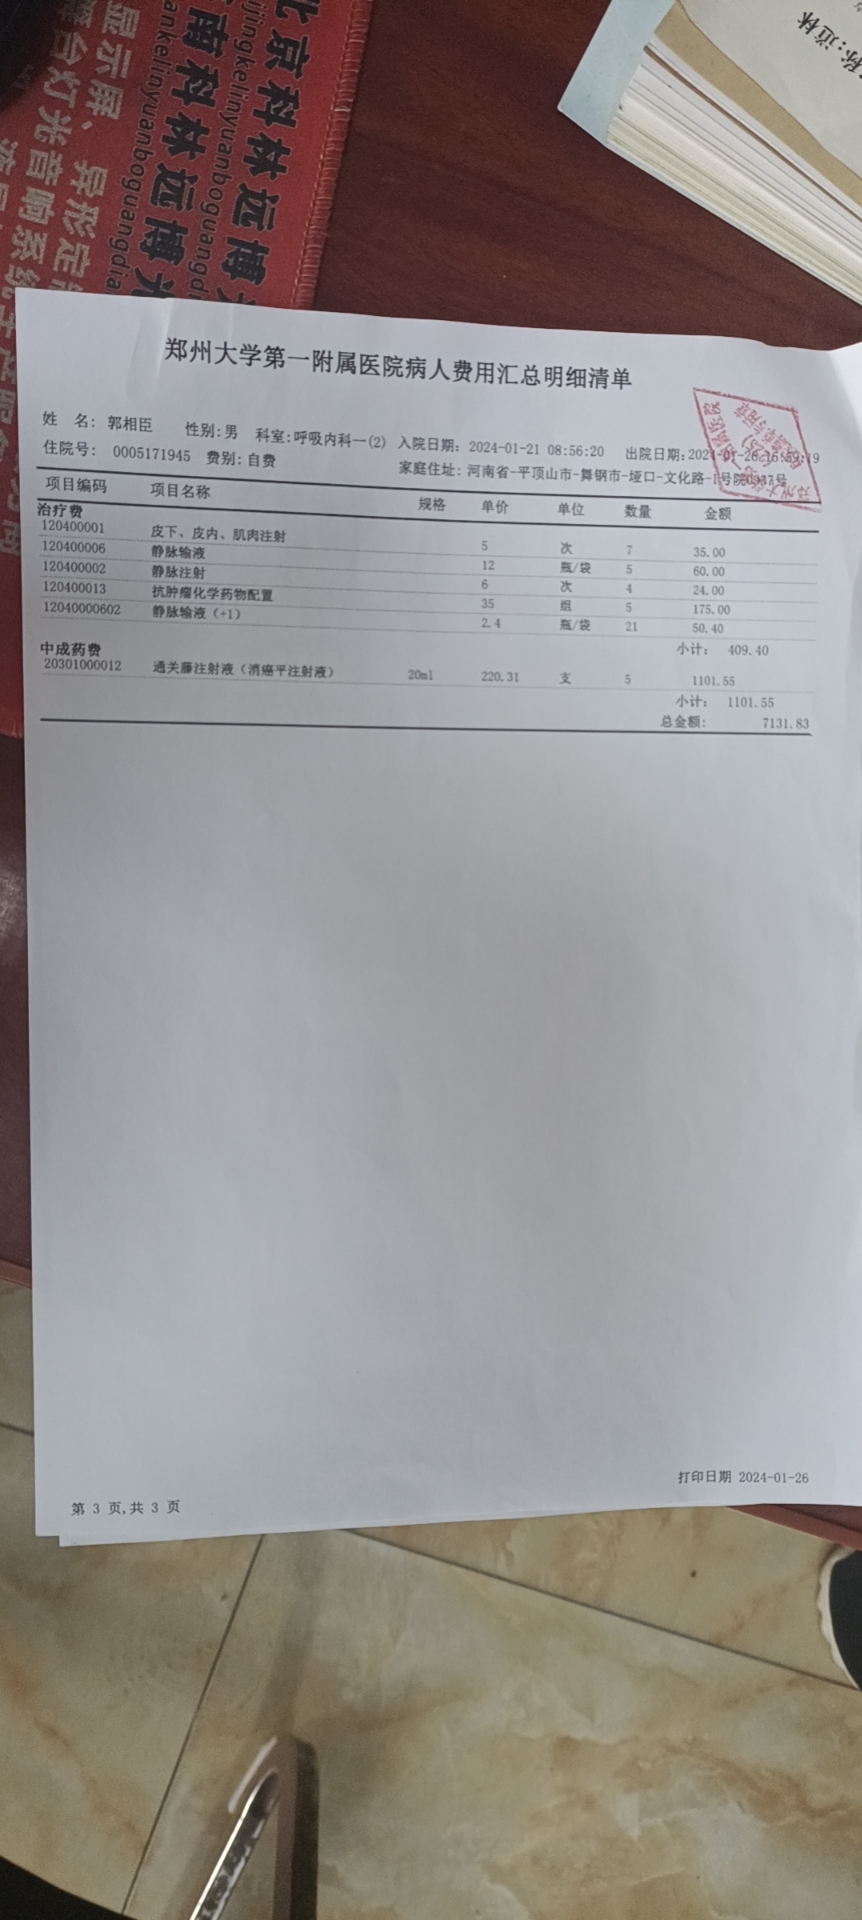 北京科林远博
jingkelinyuanboguangd
南科林远博光
ankelinyuanboguangdia
显示屏、异形定
舞台灯光音响系统
称:道林
郑州大学第一附属医院病人费用汇总明细清单
姓 名: 郭相臣 性别:男 科室:呼吸内科一(2) 入院日期: 2024-01-21 08:56:20 出院日期:2024-01-26
住院号: 0005171945 费别:自费 家庭住址: 河南省-平顶山市-舞钢市-垭口-文化路-1号院
项目编码 项目名称 规格 单价 单位 数量 金额
治疗费
120400001 皮下、皮内、肌肉注射 5 次 7 35.00
120400006 静脉输液 12 瓶/袋 5 60.00
120400002 静脉注射 6 次 4 24.00
120400013 抗肿瘤化学药物配置 35 组 5 175.00
12040000602 静脉输液(+1) 2.4 瓶/袋 21 50.40
小计: 409.40
中成药费
20301000012 通关藤注射液(消癌平注射液) 20ml 220.31 支 5 1101.55
小计: 1101.55
总金额: 7131.83
打印日期 2024-01-26
第 3 页,共 3 页